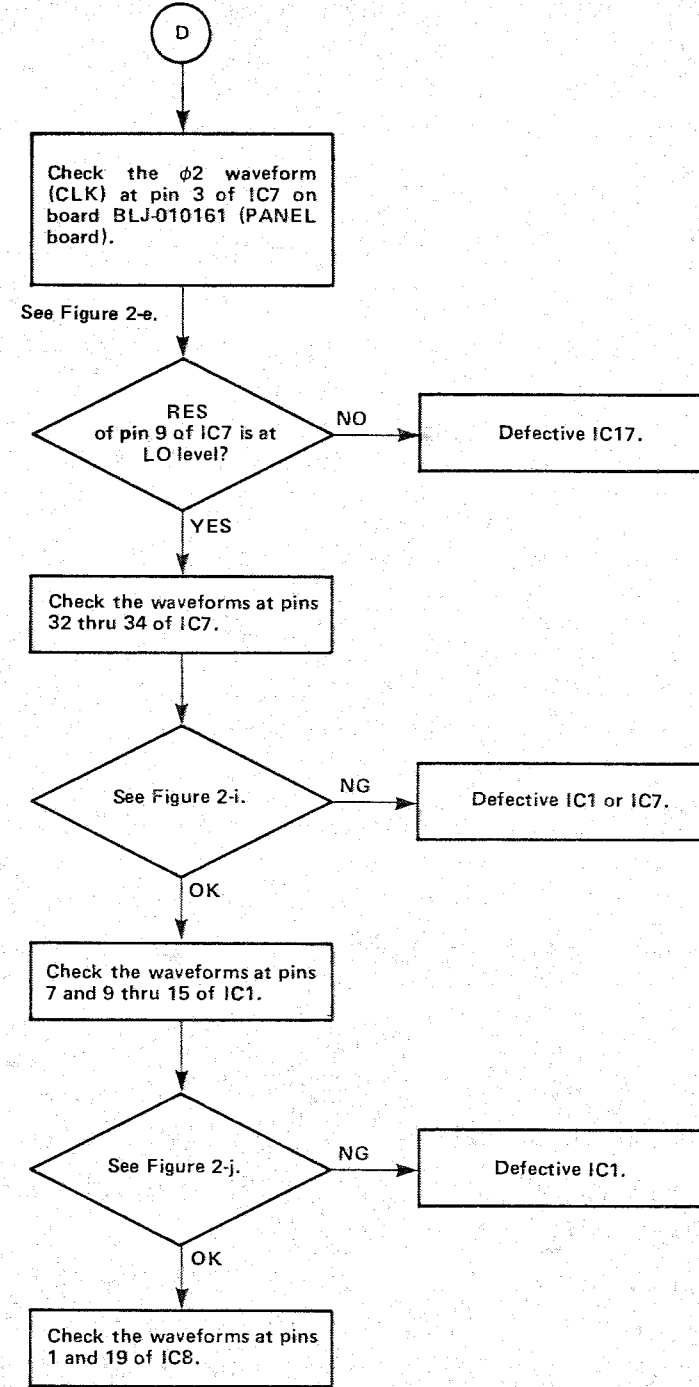 D
Check the φ2 waveform
(CLK) at pin 3 of IC7 on
board BLJ-010161 (PANEL
board).
See Figure 2-e.
RES
of pin 9 of IC7 is at
LO level?
NO
Defective IC17.
YES
Check the waveforms at pins
32 thru 34 of IC7.
See Figure 2-i.
NG
Defective IC1 or IC7.
OK
Check the waveforms at pins
7 and 9 thru 15 of IC1.
See Figure 2-j.
NG
Defective IC1.
OK
Check the waveforms at pins
1 and 19 of IC8.